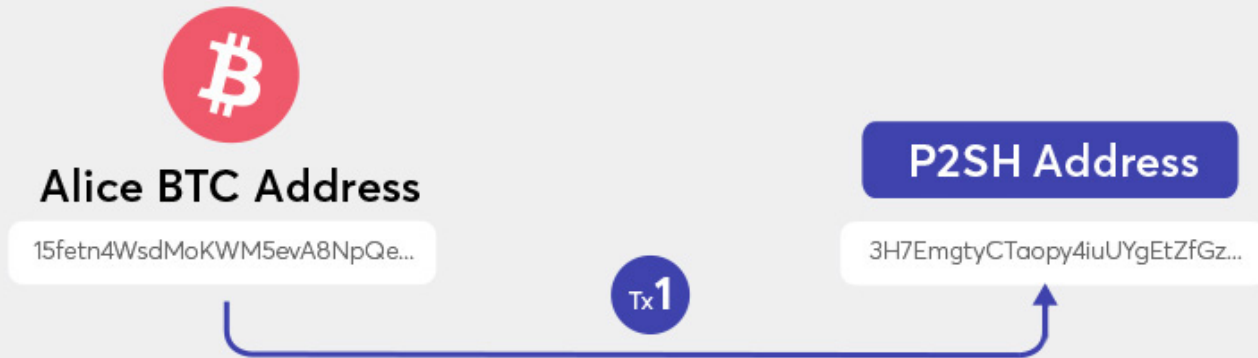 Alice BTC Address
15fetn4WsdMoKWM5evA8NpQe...
P2SH Address
3H7EmgtyCTaopy4iuUYgEtZfGz...
Tx1